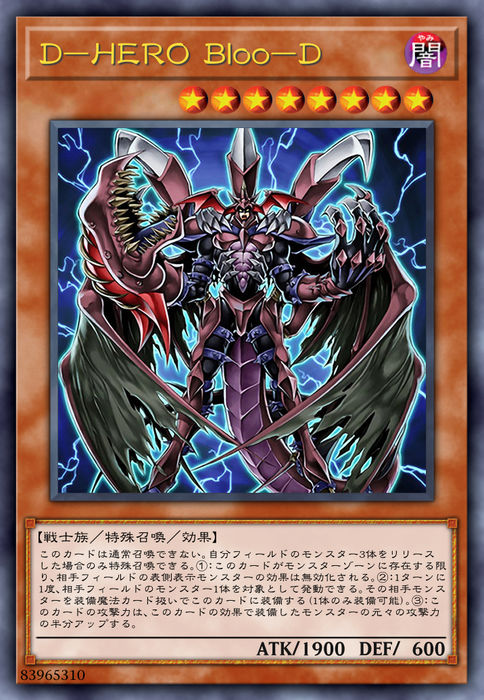 D-HERO Bloo-D
やみ
闇
【戦士族/特殊召喚/効果】
このカードは通常召喚できない。自分フィールドのモンスター3体をリリース
した場合のみ特殊召喚できる。①:このカードがモンスターゾーンに存在する限
り、相手フィールドの表側表示モンスターの効果は無効化される。②:1ターンに
1度、相手フィールドのモンスター1体を対象として発動できる。その相手モンス
ターを装備魔法カード扱いでこのカードに装備する(1体のみ装備可能)。③:こ
のカードの攻撃力は、このカードの効果で装備したモンスターの元々の攻撃力
の半分アップする。
ATK/1900 DEF/ 600
83965310